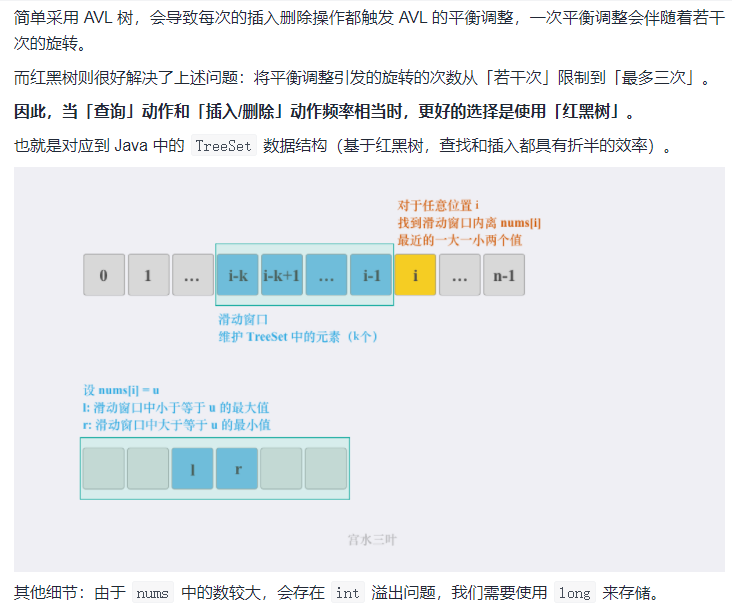 简单采用 AVL 树，会导致每次的插入删除操作都触发 AVL 的平衡调整，一次平衡调整会伴随着若干
次的旋转。
而红黑树则很好解决了上述问题：将平衡调整引发的旋转的次数从「若干次」限制到「最多三次」。
因此，当「查询」动作和「插入/删除」动作频率相当时，更好的选择是使用「红黑树」。
也就是对应到 Java 中的 TreeSet 数据结构（基于红黑树，查找和插入都具有折半的效率）。
对于任意位置 i
找到滑动窗口内离 nums[i]
最近的一大一小两个值
0 1 … i-k i-k+1 … i-1 i … n-1
滑动窗口
维护 TreeSet 中的元素（k个）
设 nums[i] = u
l: 滑动窗口中小于等于 u 的最大值
r: 滑动窗口中大于等于 u 的最小值
l r
宫水三叶
其他细节：由于 nums 中的数较大，会存在 int 溢出问题，我们需要使用 long 来存储。